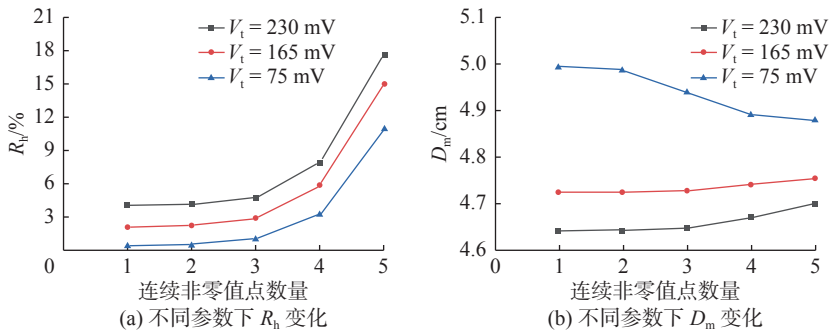 21
18
15
12
9
6
3
0
R_h/%
V_t = 230 mV
V_t = 165 mV
V_t = 75 mV
1 2 3 4 5
连续非零值点数量
(a) 不同参数下 R_h 变化
5.1
5.0
4.9
4.8
4.7
4.6
0
D_m/cm
V_t = 230 mV
V_t = 165 mV
V_t = 75 mV
1 2 3 4 5
连续非零值点数量
(b) 不同参数下 D_m 变化